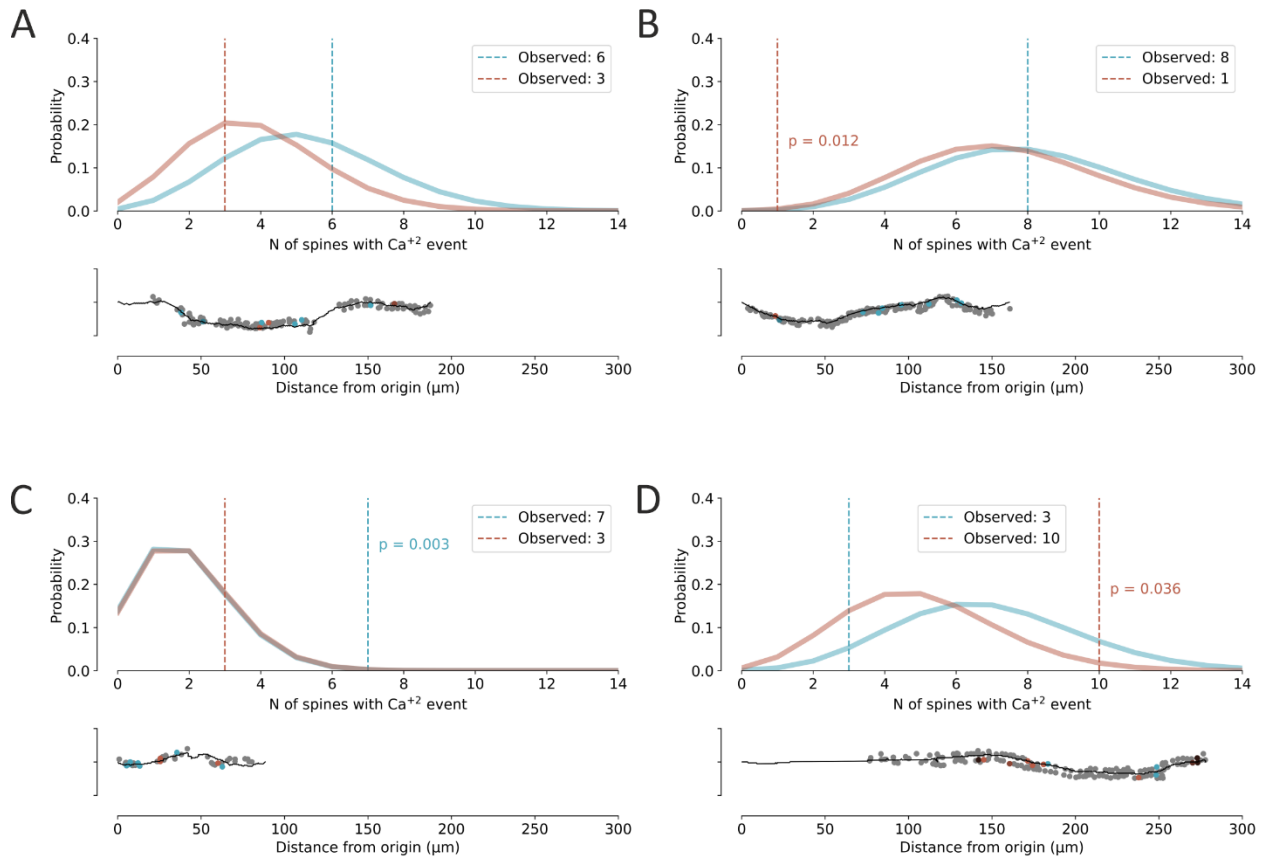 A
Probability
0.4
0.3
0.2
0.1
0.0
Observed: 6
Observed: 3
0 2 4 6 8 10 12 14
N of spines with Ca+2 event
0 50 100 150 200 250 300
Distance from origin (µm)
B
Probability
0.4
0.3
0.2
0.1
0.0
Observed: 8
Observed: 1
p = 0.012
0 2 4 6 8 10 12 14
N of spines with Ca+2 event
0 50 100 150 200 250 300
Distance from origin (µm)
C
Probability
0.4
0.3
0.2
0.1
0.0
Observed: 7
Observed: 3
p = 0.003
0 2 4 6 8 10 12 14
N of spines with Ca+2 event
0 50 100 150 200 250 300
Distance from origin (µm)
D
Probability
0.4
0.3
0.2
0.1
0.0
Observed: 3
Observed: 10
p = 0.036
0 2 4 6 8 10 12 14
N of spines with Ca+2 event
0 50 100 150 200 250 300
Distance from origin (µm)